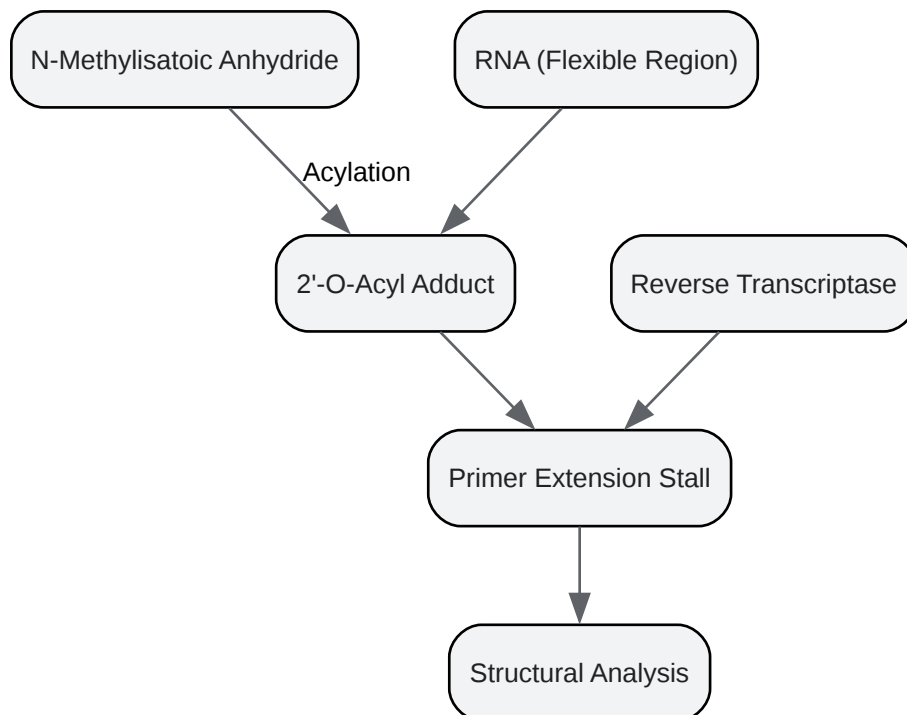 N-Methylisatoic Anhydride
RNA (Flexible Region)
Acylation
2'-O-Acyl Adduct
Reverse Transcriptase
Primer Extension Stall
Structural Analysis